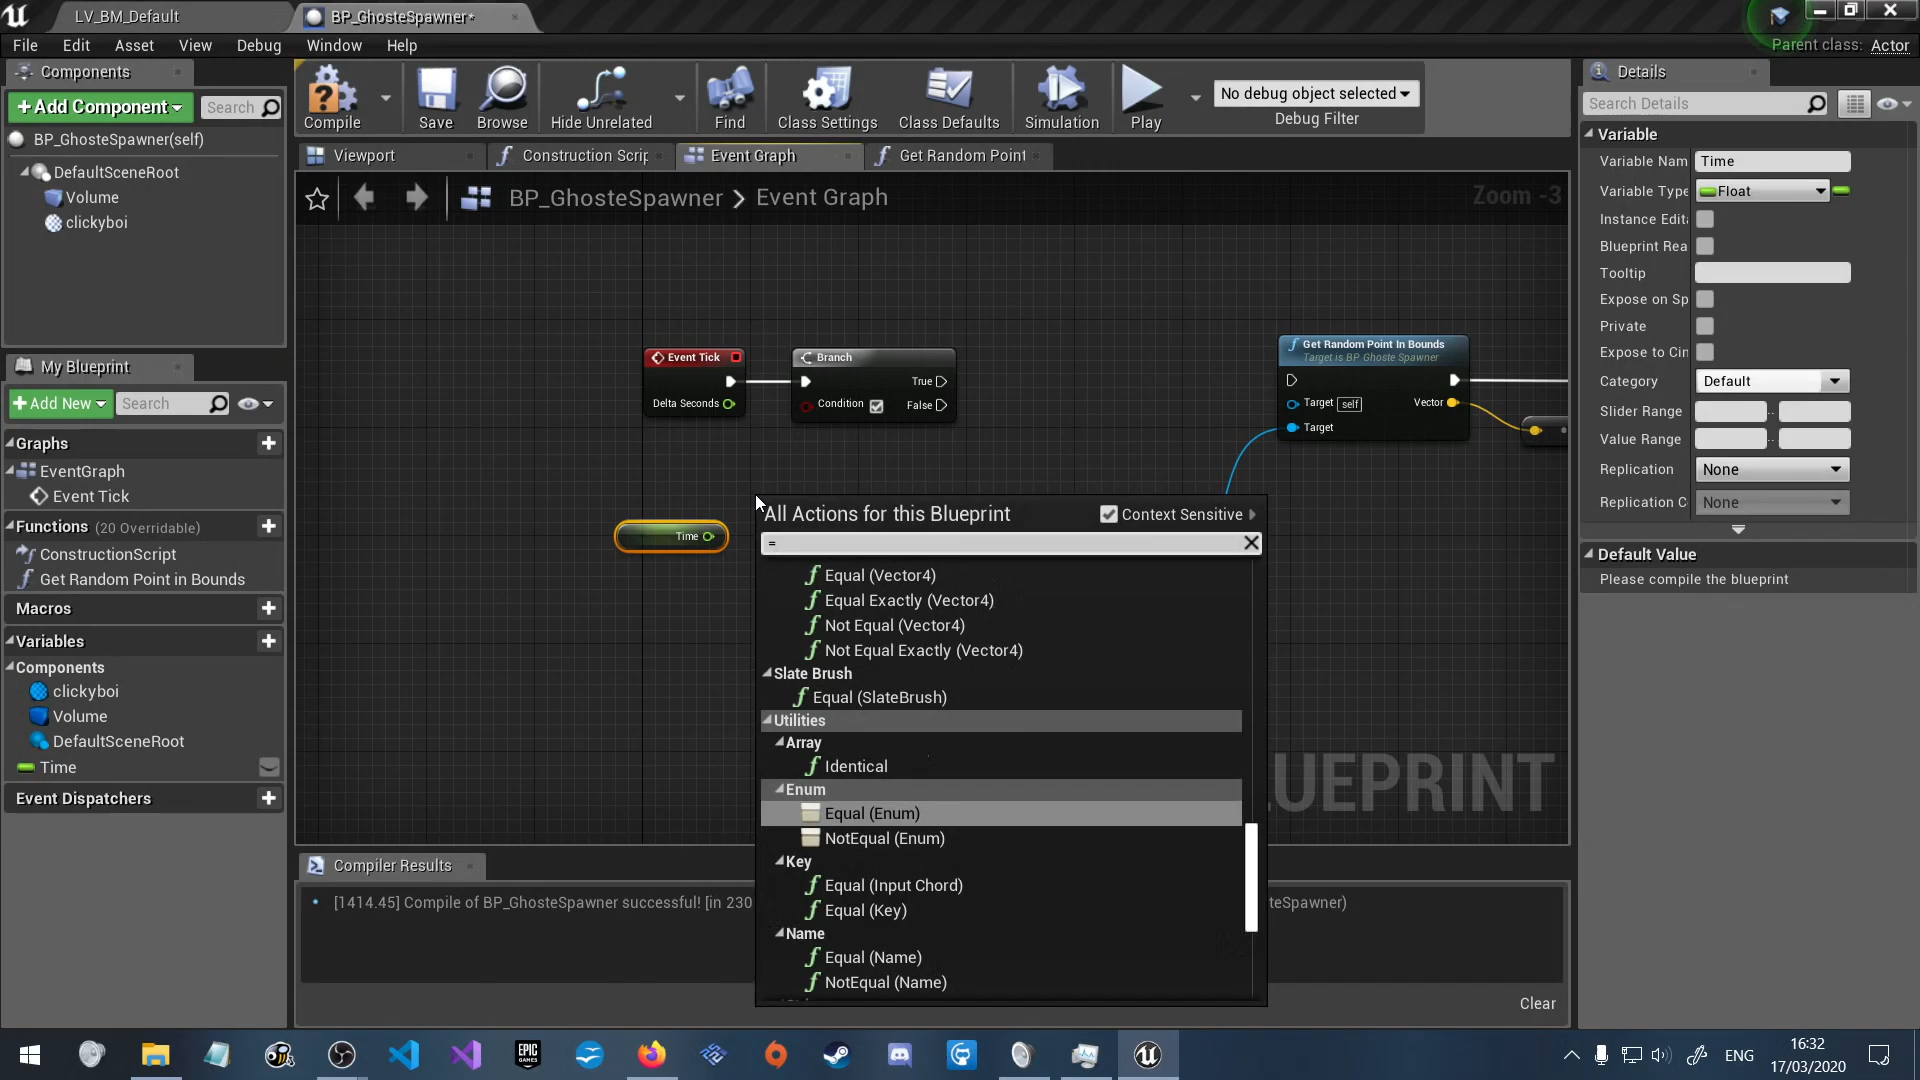 LV_BM_Default
BP_GhosteSpawner*
File Edit Asset View Debug Window Help
Parent class: Actor
Components
+Add Component
Search
BP_GhosteSpawner(self)
DefaultSceneRoot
Volume
clickyboi
My Blueprint
+Add New
Search
Graphs
EventGraph
Event Tick
Functions (20 Overridable)
ConstructionScript
Get Random Point in Bounds
Macros
Variables
Components
clickyboi
Volume
DefaultSceneRoot
Time
Event Dispatchers
Compile Save Browse Hide Unrelated Find Class Settings Class Defaults Simulation Play
No debug object selected
Debug Filter
Viewport Construction Scrip Event Graph Get Random Point
BP_GhosteSpawner > Event Graph
Zoom -3
Event Tick
Delta Seconds
Branch
True
Condition
False
Get Random Point In Bounds
Target is BP Ghoste Spawner
Target self
Vector
Target
Time
All Actions for this Blueprint
Context Sensitive
=
Equal (Vector4)
Equal Exactly (Vector4)
Not Equal (Vector4)
Not Equal Exactly (Vector4)
Slate Brush
Equal (SlateBrush)
Utilities
Array
Identical
Enum
Equal (Enum)
NotEqual (Enum)
Key
Equal (Input Chord)
Equal (Key)
Name
Equal (Name)
NotEqual (Name)
LUEPRINT
Compiler Results
[1414.45] Compile of BP_GhosteSpawner successful! [in 230
teSpawner)
Clear
Details
Search Details
Variable
Variable Nam Time
Variable Type Float
Instance Edit
Blueprint Rea
Tooltip
Expose on Sp
Private
Expose to Cin
Category Default
Slider Range
Value Range
Replication None
Replication C None
Default Value
Please compile the blueprint
EPIC
GAMES
ENG
16:32
17/03/2020